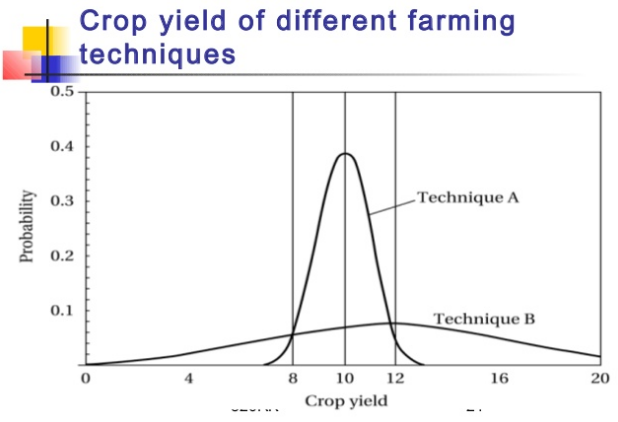 Crop yield of different farming
techniques
0.5
0.4
0.3
0.2
0.1
Probability
Technique A
Technique B
0 4 8 10 12 16 20
Crop yield